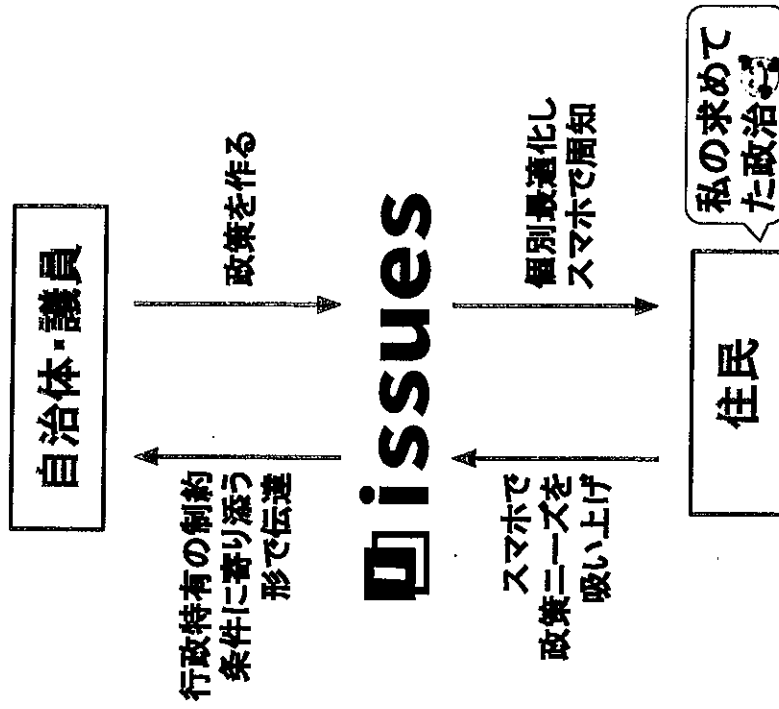 自治体・議員
行政特有の制約
条件に寄り添う
形で伝達
政策を作る
issues
スマホで
政策ニーズを
吸い上げ
個別最適化し
スマホで周知
住民
私の求めて
た政治